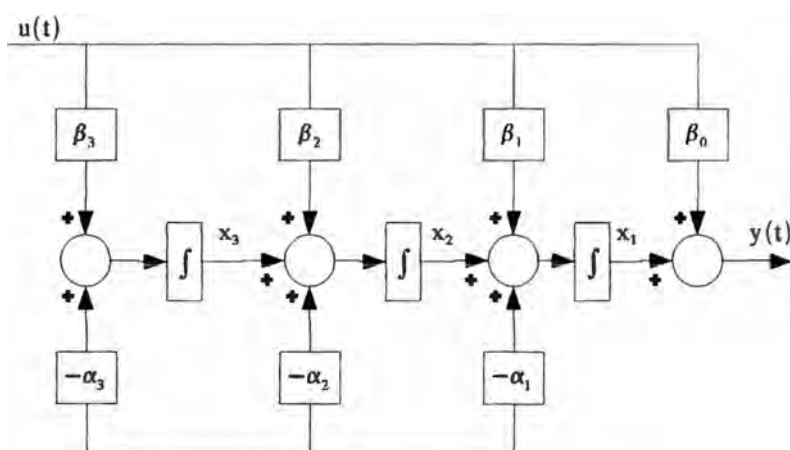 u(t)
β₃ β₂ β₁ β₀
+ + + +
∫ x₃ ∫ x₂ ∫ x₁ y(t)
+ + +
+ + +
-α₃ -α₂ -α₁